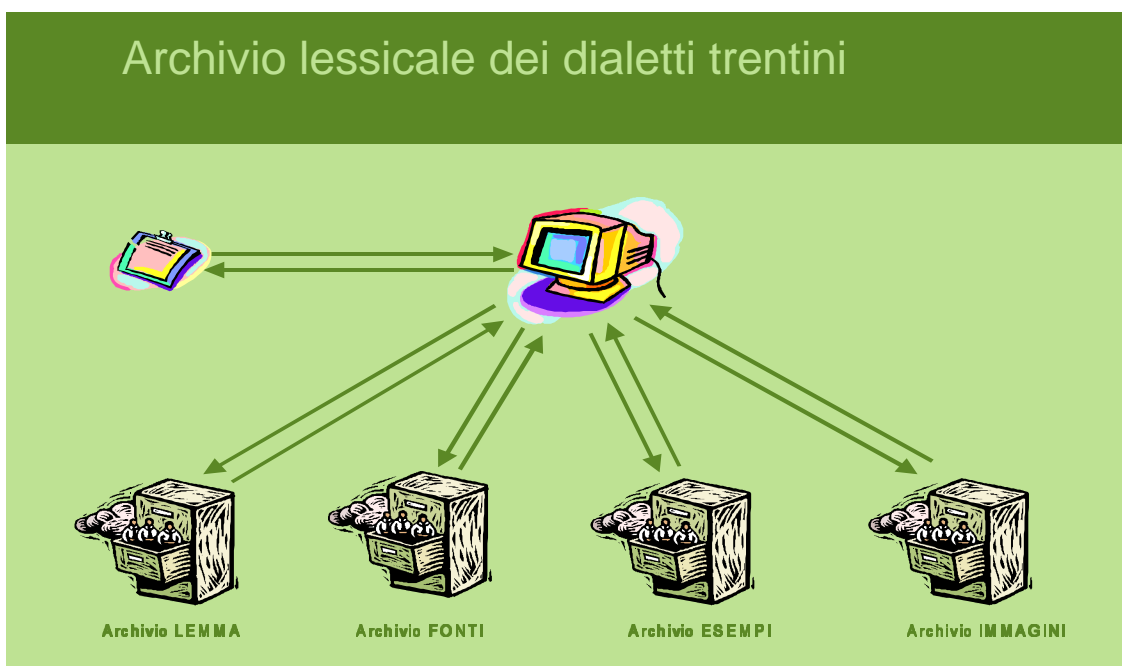 Archivio lessicale dei dialetti trentini
Archivio LEMMA
Archivio FONTI
Archivio ESEMPI
Archivio IMMAGINI